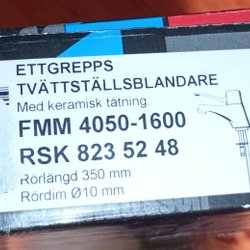 ETTGREPPS
TVÄTTSTÄLLSBLANDARE
Med keramisk tätning.
FMM 4050-1600
RSK 823 52 48
Rörlängd 350 mm
Rördim Ø10 mm